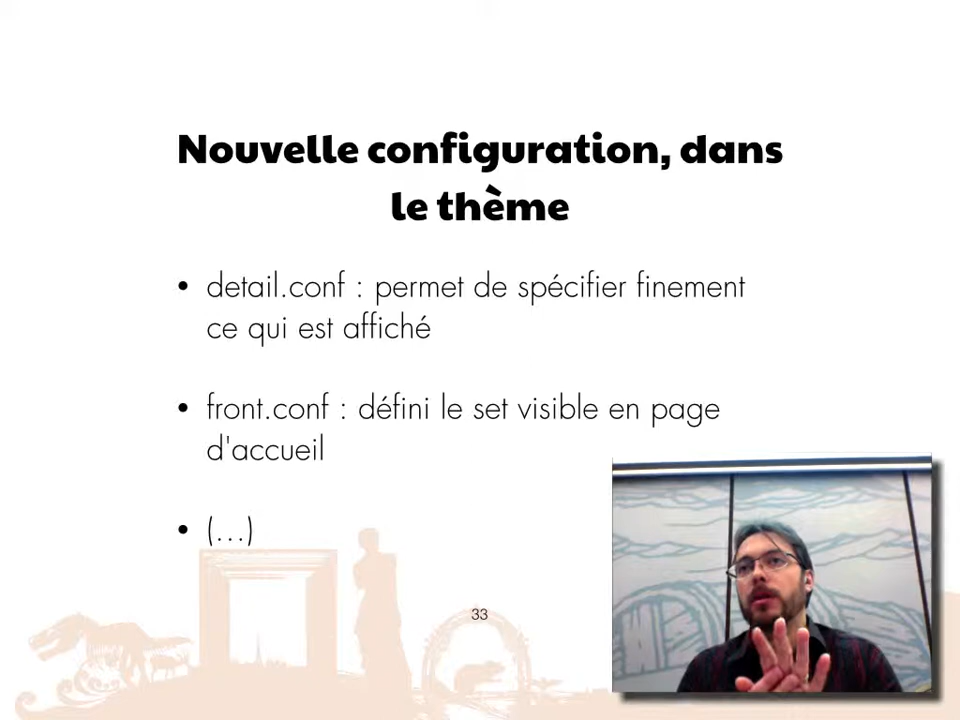 Nouvelle configuration, dans
le thème
• detail.conf : permet de spécifier finement
ce qui est affiché
• front.conf : défini le set visible en page
d'accueil
• (...)
33